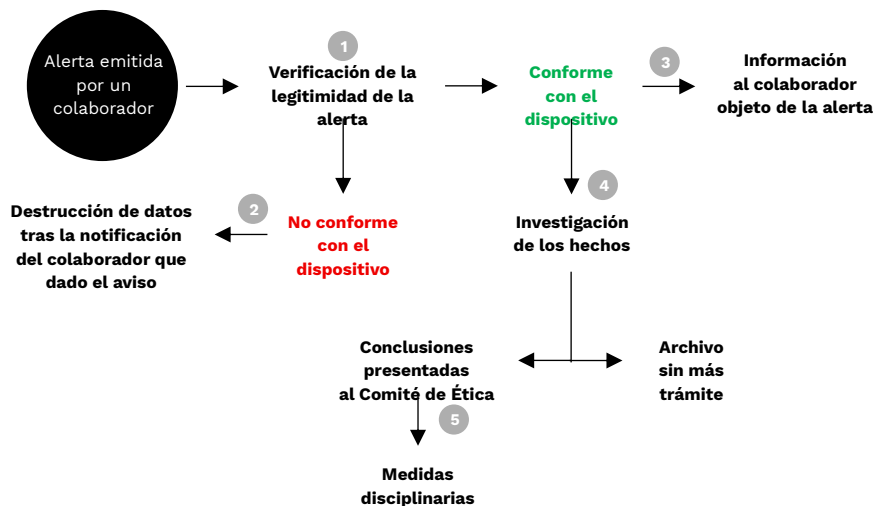 Alerta emitida
por un
colaborador
1
Verificación de la
legitimidad de la
alerta
Conforme
con el
dispositivo
3
Información
al colaborador
objeto de la alerta
Destrucción de datos
tras la notificación
del colaborador que
dado el aviso
2
No conforme
con el
dispositivo
4
Investigación
de los hechos
Conclusiones
presentadas
al Comité de Ética
Archivo
sin más
trámite
5
Medidas
disciplinarias